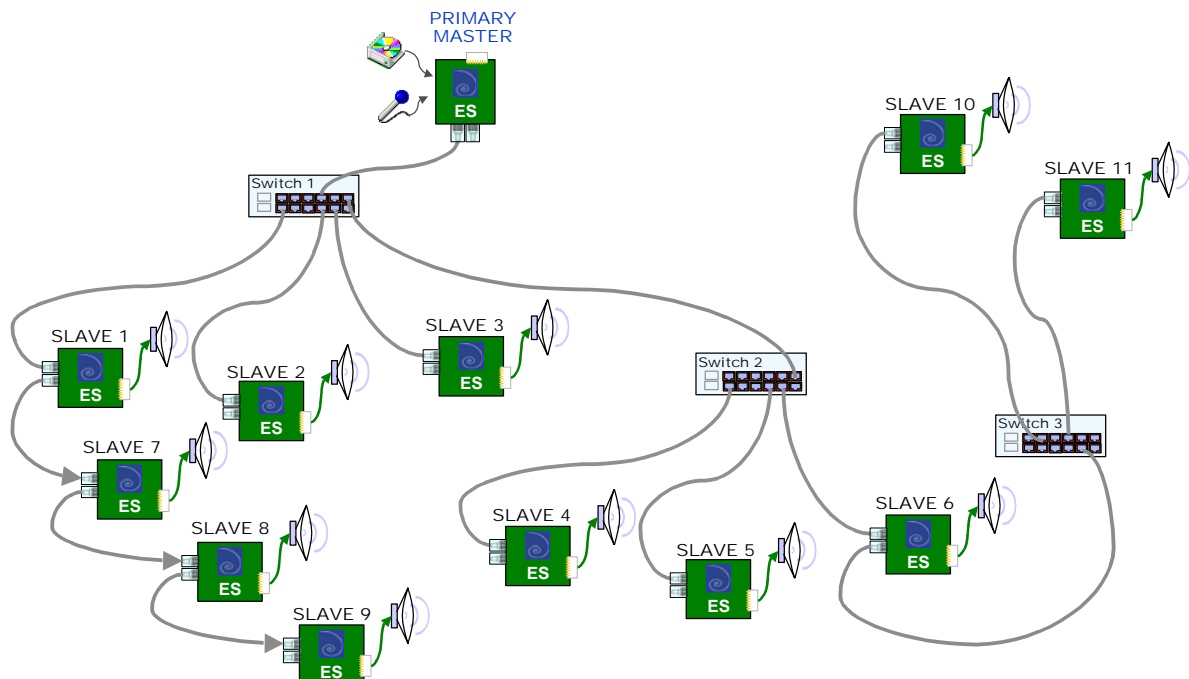 PRIMARY
MASTER
ES
Switch 1
SLAVE 10
ES
SLAVE 11
ES
SLAVE 1
ES
SLAVE 2
ES
SLAVE 3
ES
Switch 2
Switch 3
SLAVE 7
ES
SLAVE 8
ES
SLAVE 9
ES
SLAVE 4
ES
SLAVE 5
ES
SLAVE 6
ES